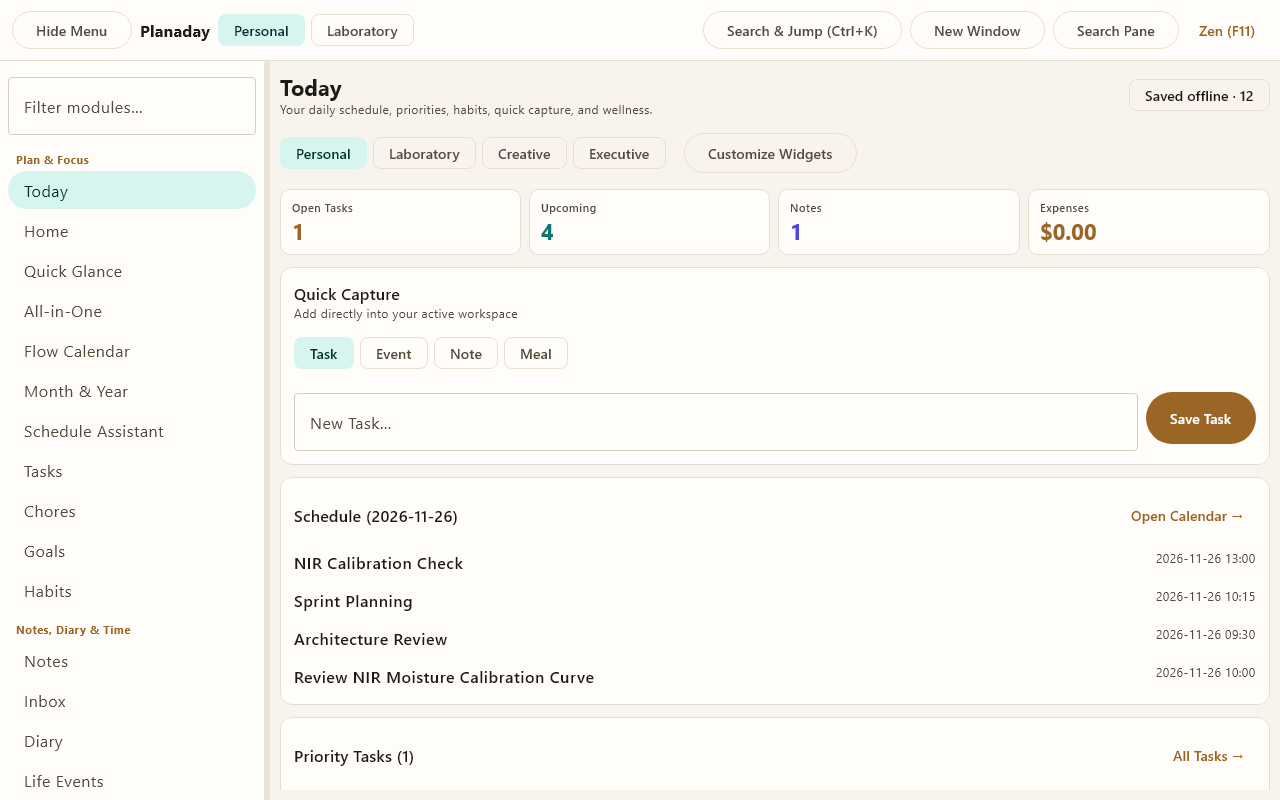 Hide Menu
Planaday
Personal
Laboratory
Search & Jump (Ctrl+K)
New Window
Search Pane
Zen (F11)
Filter modules...
Plan & Focus
Today
Home
Quick Glance
All-in-One
Flow Calendar
Month & Year
Schedule Assistant
Tasks
Chores
Goals
Habits
Notes, Diary & Time
Notes
Inbox
Diary
Life Events
Today
Your daily schedule, priorities, habits, quick capture, and wellness.
Saved offline · 12
Personal
Laboratory
Creative
Executive
Customize Widgets
Open Tasks
1
Upcoming
4
Notes
1
Expenses
$0.00
Quick Capture
Add directly into your active workspace
Task
Event
Note
Meal
New Task...
Save Task
Schedule (2026-11-26)
Open Calendar →
NIR Calibration Check
2026-11-26 13:00
Sprint Planning
2026-11-26 10:15
Architecture Review
2026-11-26 09:30
Review NIR Moisture Calibration Curve
2026-11-26 10:00
Priority Tasks (1)
All Tasks →